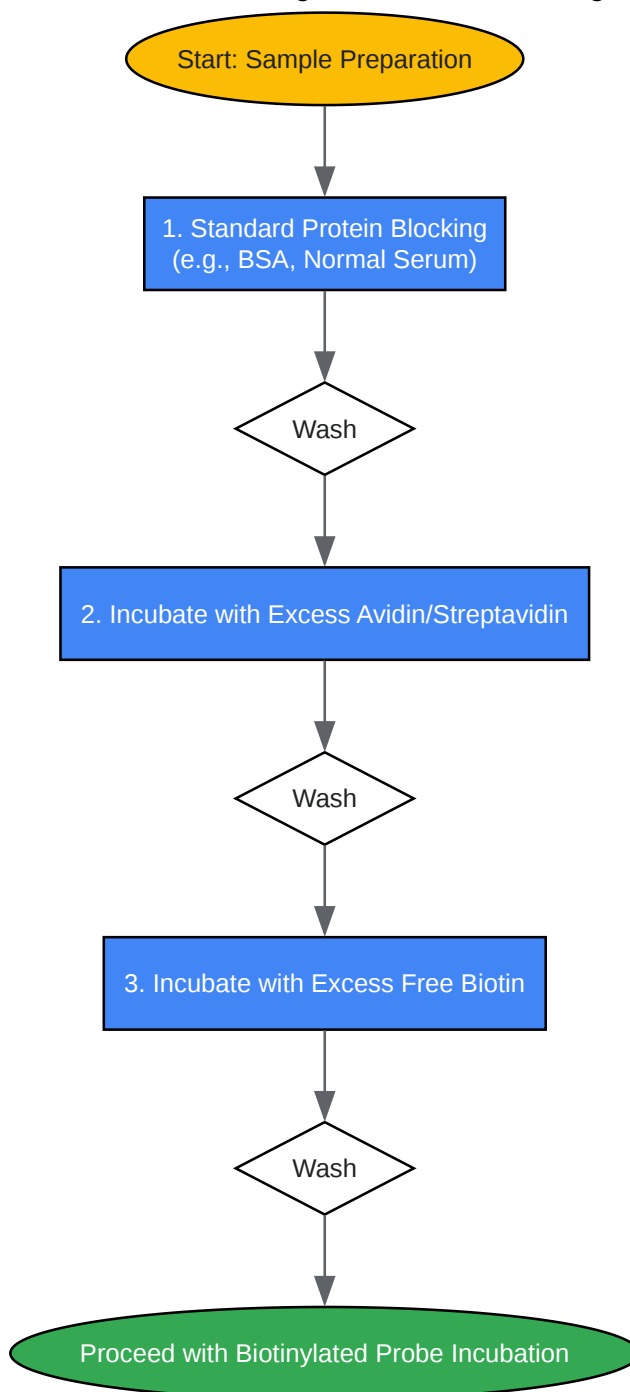 Start: Sample Preparation
1. Standard Protein Blocking
(e.g., BSA, Normal Serum)
Wash
2. Incubate with Excess Avidin/Streptavidin
Wash
3. Incubate with Excess Free Biotin
Wash
Proceed with Biotinylated Probe Incubation